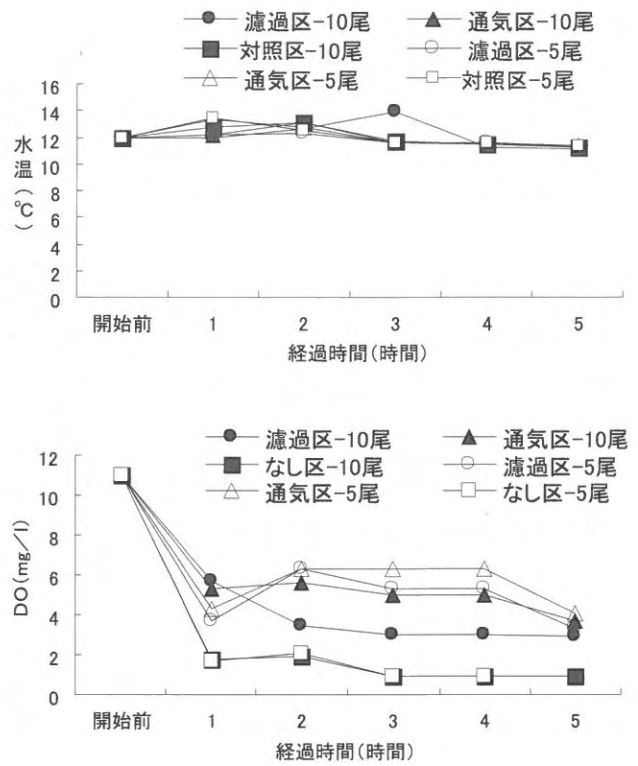 濾過区-10尾 通気区-10尾
対照区-10尾 濾過区-5尾
通気区-5尾 対照区-5尾
水温(℃)
16
14
12
10
8
6
4
2
0
開始前 1 2 3 4 5
経過時間(時間)
濾過区-10尾 通気区-10尾
なし区-10尾 濾過区-5尾
通気区-5尾 なし区-5尾
DO(mg/l)
12
10
8
6
4
2
0
開始前 1 2 3 4 5
経過時間(時間)